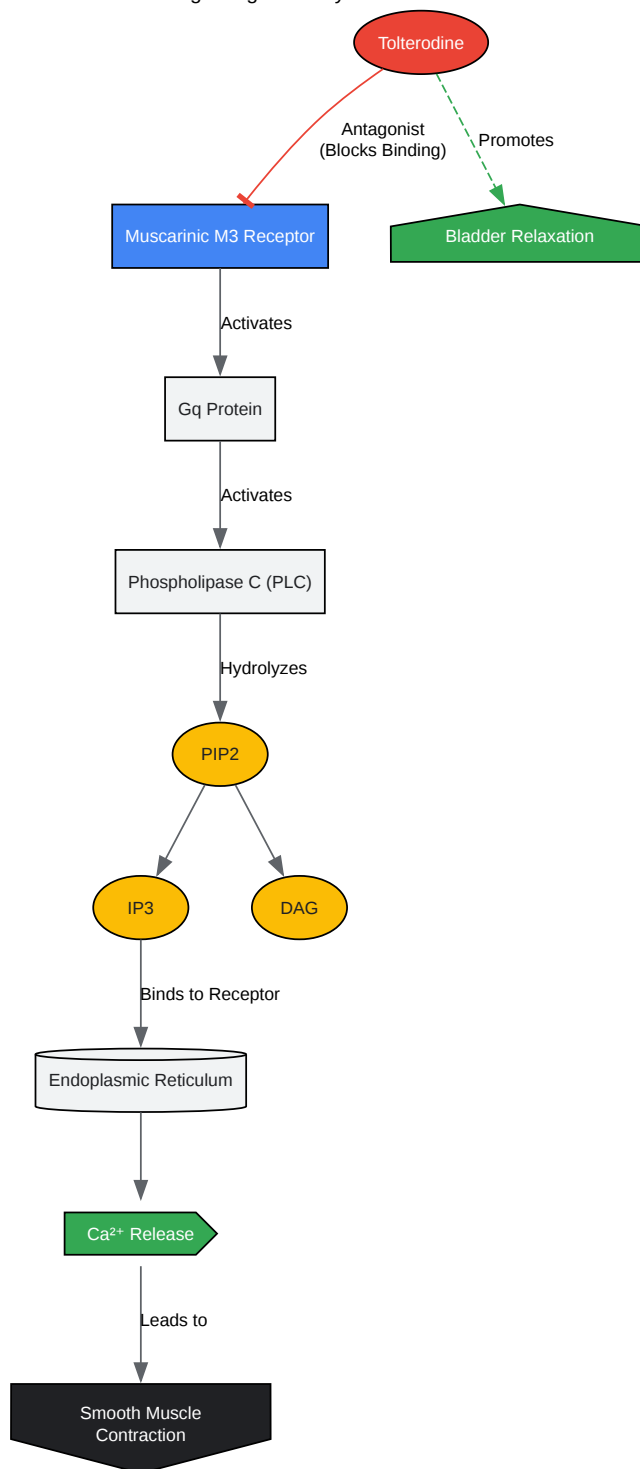 Tolterodine
Antagonist
(Blocks Binding)
Promotes
Muscarinic M3 Receptor
Bladder Relaxation
Activates
Gq Protein
Activates
Phospholipase C (PLC)
Hydrolyzes
PIP2
IP3
DAG
Binds to Receptor
Endoplasmic Reticulum
Ca²⁺ Release
Leads to
Smooth Muscle
Contraction